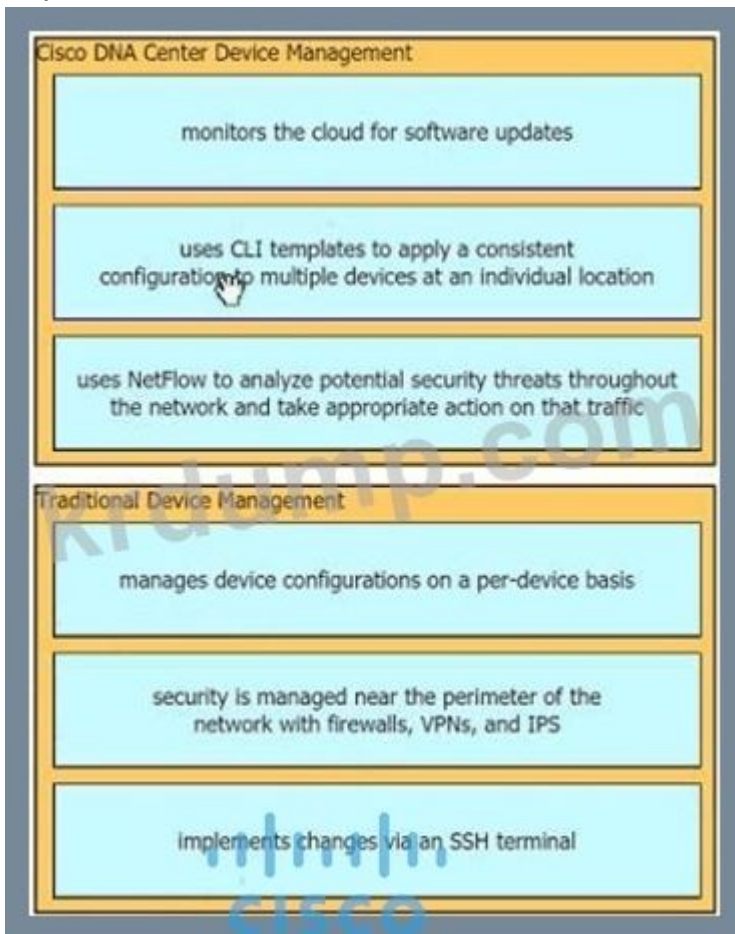 Cisco DNA Center Device Management
monitors the cloud for software updates
uses CLI templates to apply a consistent
configuration to multiple devices at an individual location
uses NetFlow to analyze potential security threats throughout
the network and take appropriate action on that traffic
krdump.com
Traditional Device Management
manages device configurations on a per-device basis
security is managed near the perimeter of the
network with firewalls, VPNs, and IPS
implements changes via an SSH terminal
CISCO